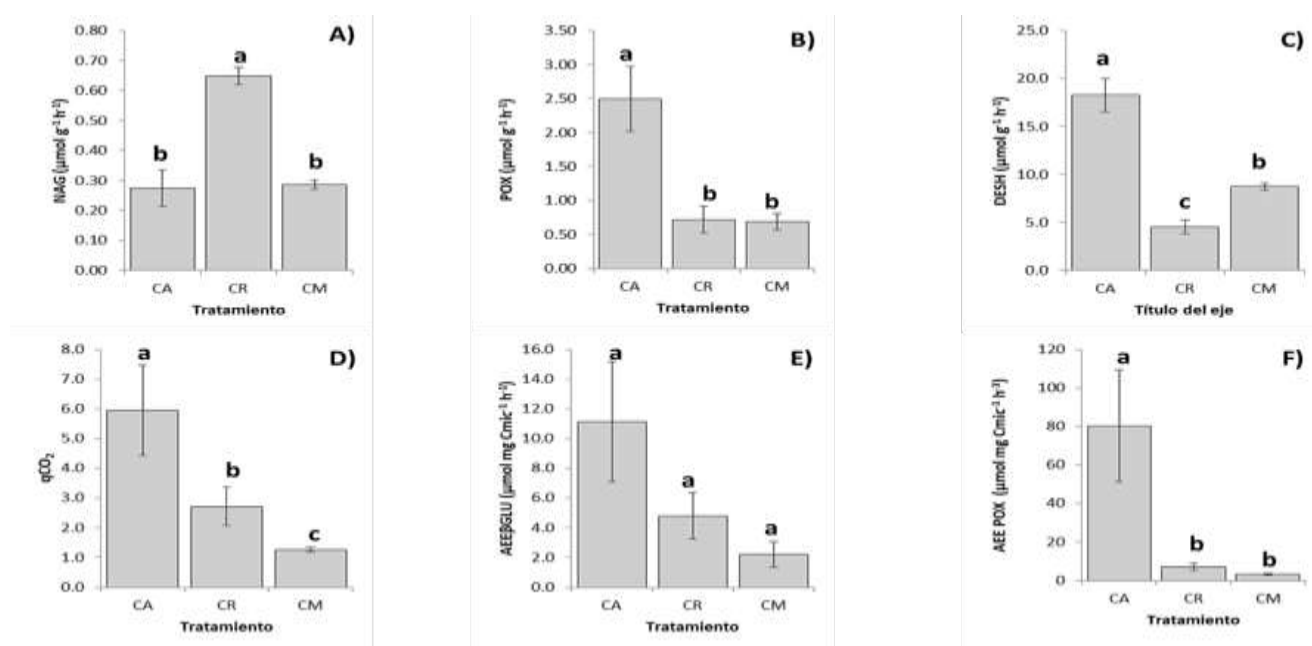 A)
NAG (µmol g⁻¹ h⁻¹)
0.80
0.70
0.60
0.50
0.40
0.30
0.20
0.10
0.00
b
a
b
CA CR CM
Tratamiento
B)
POX (µmol g⁻¹ h⁻¹)
3.50
3.00
2.50
2.00
1.50
1.00
0.50
0.00
a
b
b
CA CR CM
Tratamiento
C)
DESH (µmol g⁻¹ h⁻¹)
25.0
20.0
15.0
10.0
5.0
0.0
a
c
b
CA CR CM
Título del eje
D)
qCO₂
8.0
7.0
6.0
5.0
4.0
3.0
2.0
1.0
0.0
a
b
c
CA CR CM
Tratamiento
E)
AEEβGLU (µmol mg Cmic⁻¹ h⁻¹)
16.0
14.0
12.0
10.0
8.0
6.0
4.0
2.0
0.0
a
a
a
CA CR CM
Tratamiento
F)
AEE POX (µmol mg Cmic⁻¹ h⁻¹)
120
100
80
60
40
20
0
a
b
b
CA CR CM
Tratamiento